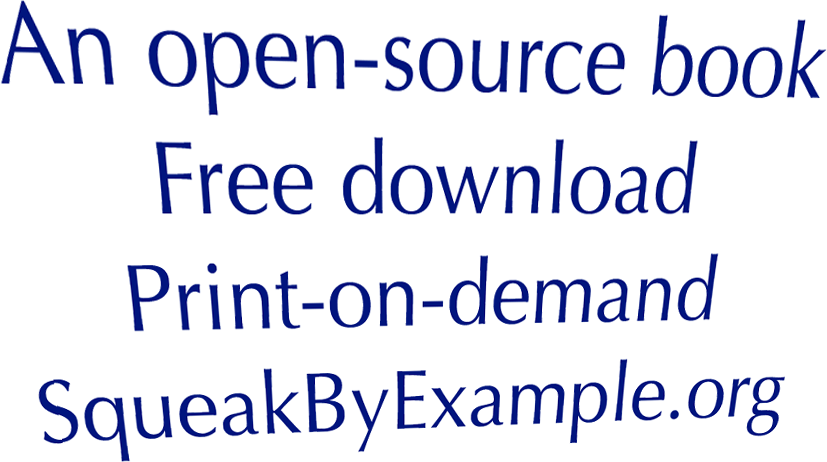 An open-source book
Free download
Print-on-demand
SqueakByExample.org